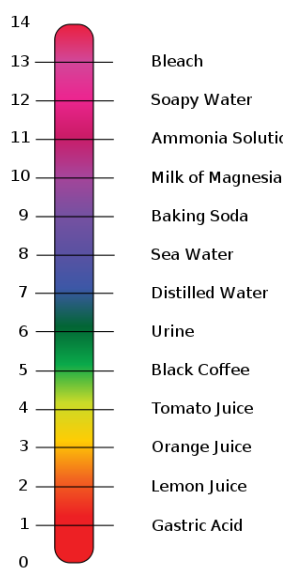 14
13 Bleach
12 Soapy Water
11 Ammonia Solutic
10 Milk of Magnesia
9 Baking Soda
8 Sea Water
7 Distilled Water
6 Urine
5 Black Coffee
4 Tomato Juice
3 Orange Juice
2 Lemon Juice
1 Gastric Acid
0